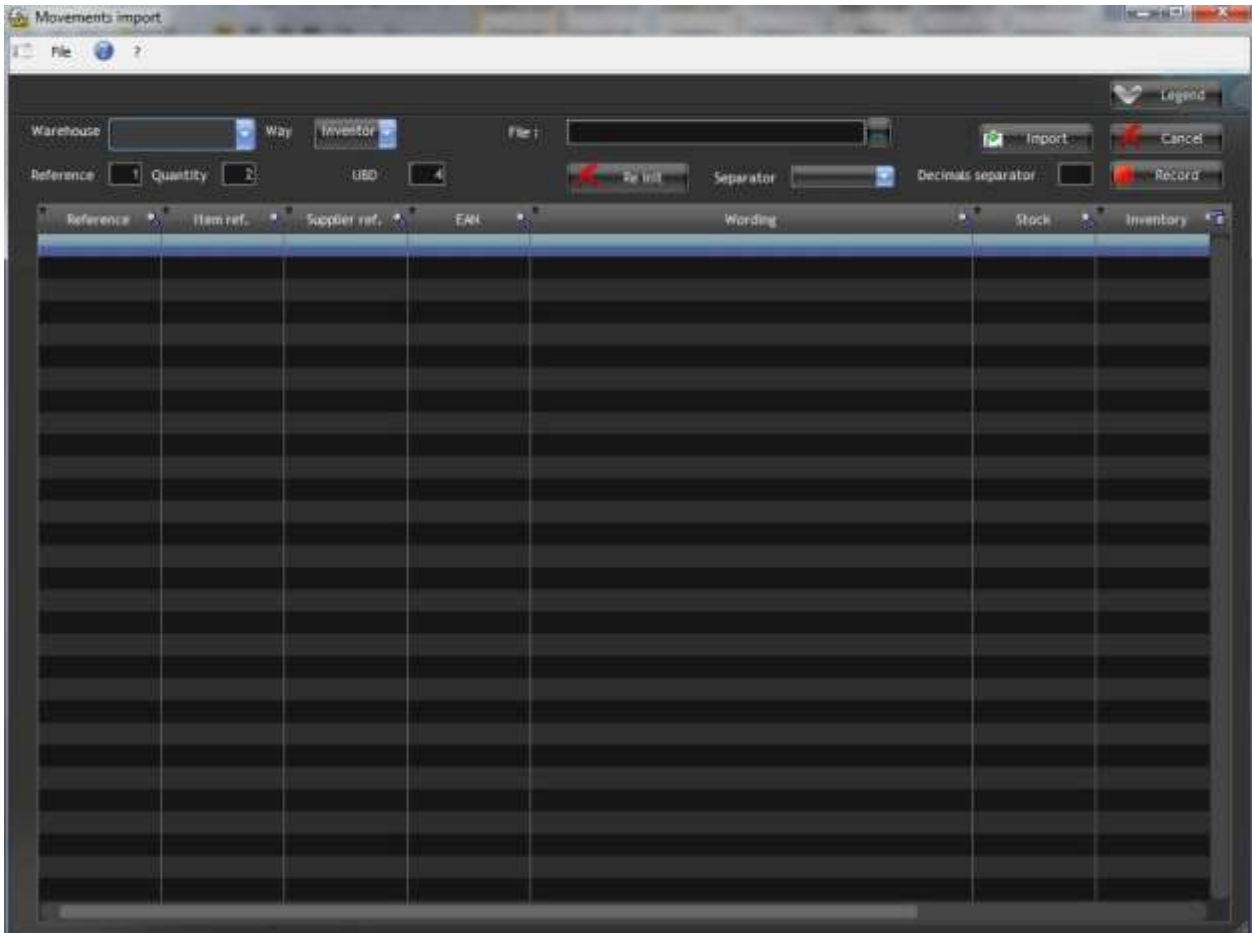 Movements import
File ?
Legend
Warehouse Way Inventor File : Import Cancel
Reference 1 Quantity 2 UBD 4 Re init Separator Decimals separator Record
Reference Item ref. Supplier ref. EAN Wording Stock Inventory